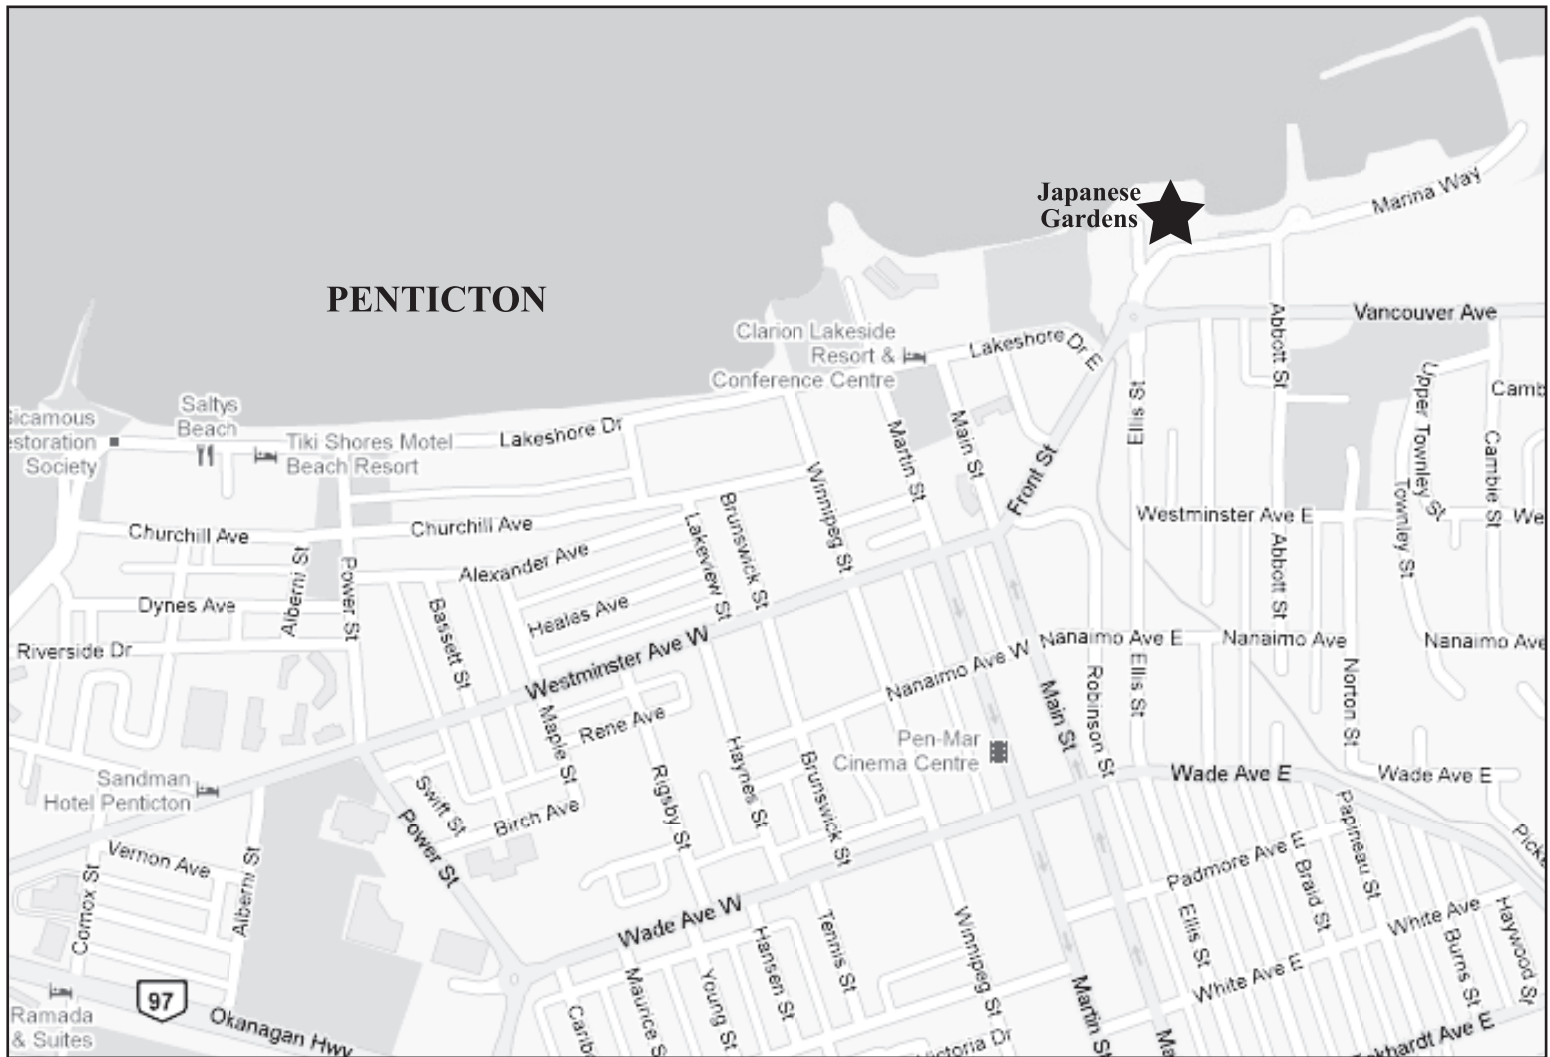 Marina Way
Japanese
Gardens
PENTICTON
Vancouver Ave
Abbott St
Clarion Lakeside
Resort &
Conference Centre
Lakeshore Dr E
Upper Townley St
Camb
Ellis St
Saltys
Beach
Sicamous
estoration
Society
Tiki Shores Motel
Beach Resort
Lakeshore Dr
Martin St
Main St
Cambie St
Front St
Winnipeg St
Brunswick St
Lakeview St
Churchill Ave
Churchill Ave
Westminster Ave E
Townley St
We
Alberni St
Power St
Alexander Ave
Abbott St
Dynes Ave
Bassett St
Heales Ave
Riverside Dr
Westminster Ave W
Nanaimo Ave W
Nanaimo Ave E
Nanaimo Ave
Nanaimo Ave
Ellis St
Robinson St
Norton St
Main St
Maple St
Rene Ave
Pen-Mar
Cinema Centre
Haynes St
Brunswick St
Rigsby St
Sandman
Hotel Penticton
Swift St
Birch Ave
Wade Ave E
Wade Ave E
Power St
Papineau St
Vernon Ave
Padmore Ave E
Braid St
Comox St
Alberni St
Wade Ave W
Tennis St
Winnipeg St
Ellis St
White Ave
Haywood St
Burns St
Hansen St
White Ave E
Maurice S
Young St
Martin St
97
Ramada
& Suites
Okanagan Hwy
Caribo
Victoria Dr
Ma
ckhardt Ave E